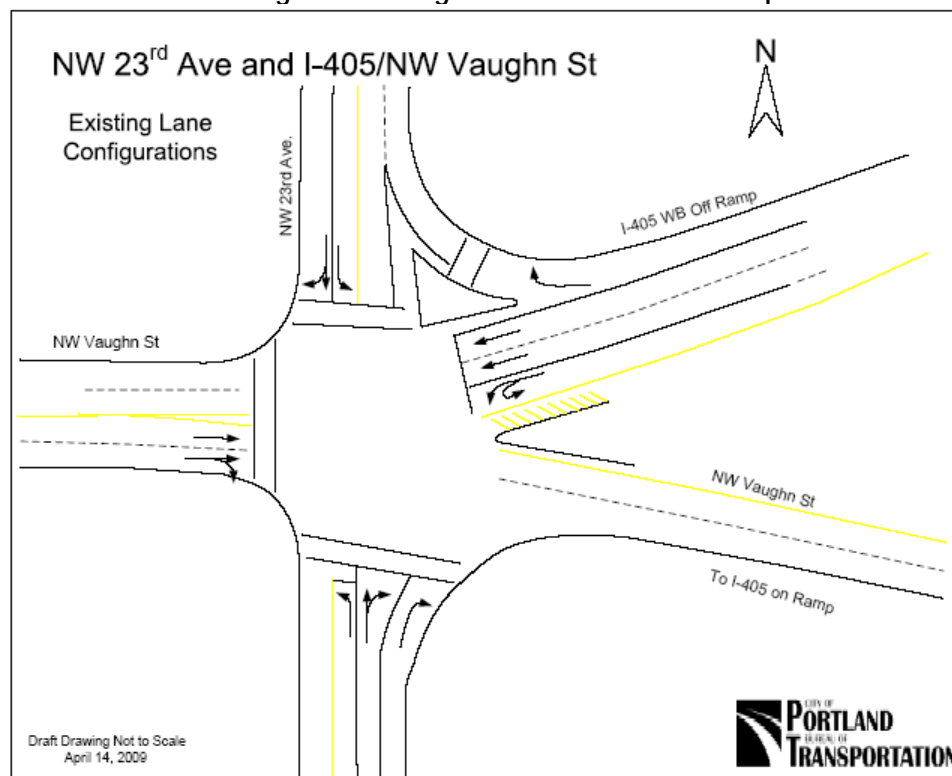 NW 23rd Ave and I-405/NW Vaughn St
N
Existing Lane
Configurations
NW 23rd Ave.
I-405 WB Off Ramp
NW Vaughn St
NW Vaughn St
To I-405 on Ramp
Draft Drawing Not to Scale
April 14, 2009
CITY OF
PORTLAND
BUREAU OF
TRANSPORTATION